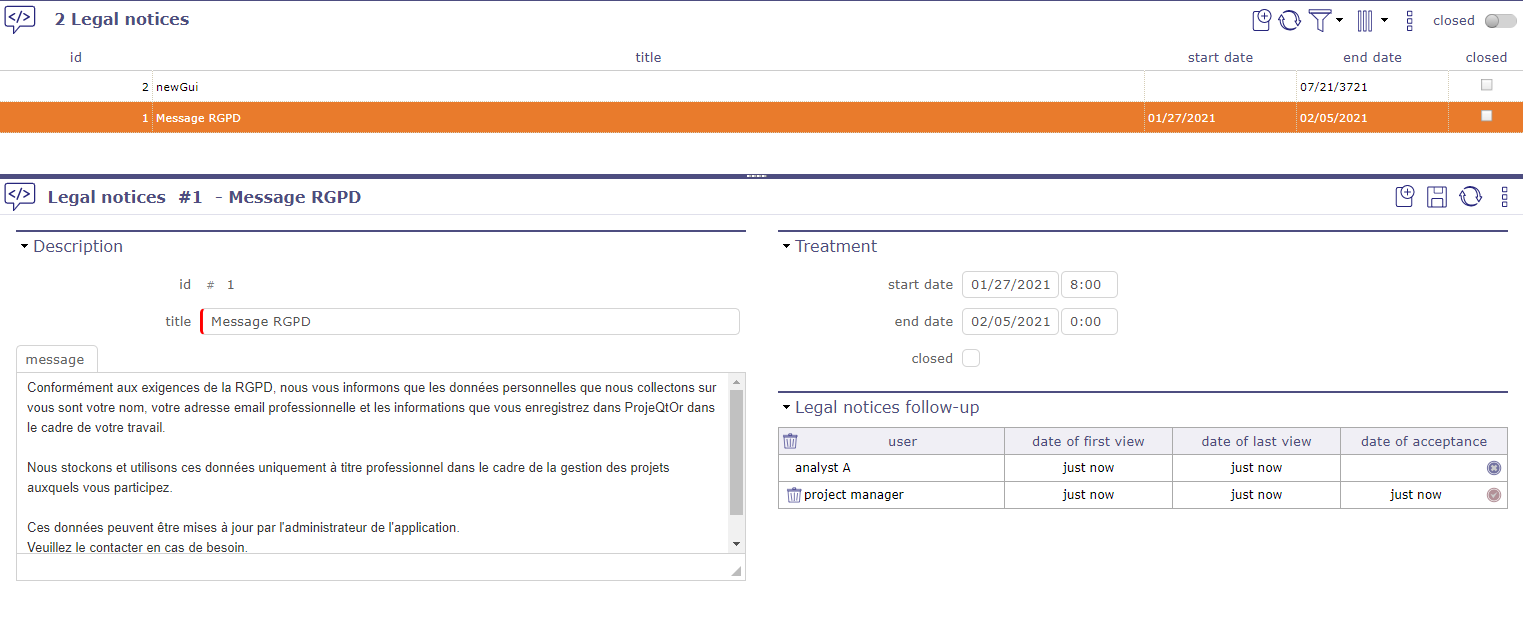 2 Legal notices
closed
id title start date end date closed
2 newGui 07/21/3721
1 Message RGPD 01/27/2021 02/05/2021
Legal notices #1 - Message RGPD
Description
id # 1
title Message RGPD
message
Conformément aux exigences de la RGPD, nous vous informons que les données personnelles que nous collectons sur
vous sont votre nom, votre adresse email professionnelle et les informations que vous enregistrez dans ProjeQtOr dans
le cadre de votre travail.
Nous stockons et utilisons ces données uniquement à titre professionnel dans le cadre de la gestion des projets
auxquels vous participez.
Ces données peuvent être mises à jour par l'administrateur de l'application.
Veuillez le contacter en cas de besoin.
Treatment
start date 01/27/2021 8:00
end date 02/05/2021 0:00
closed
Legal notices follow-up
user date of first view date of last view date of acceptance
analyst A just now just now
project manager just now just now just now